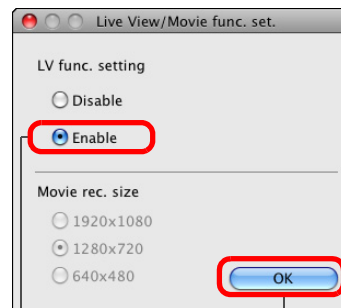 Live View/Movie func. set.
LV func. setting
Disable
Enable
Movie rec. size
1920x1080
1280x720
640x480
OK